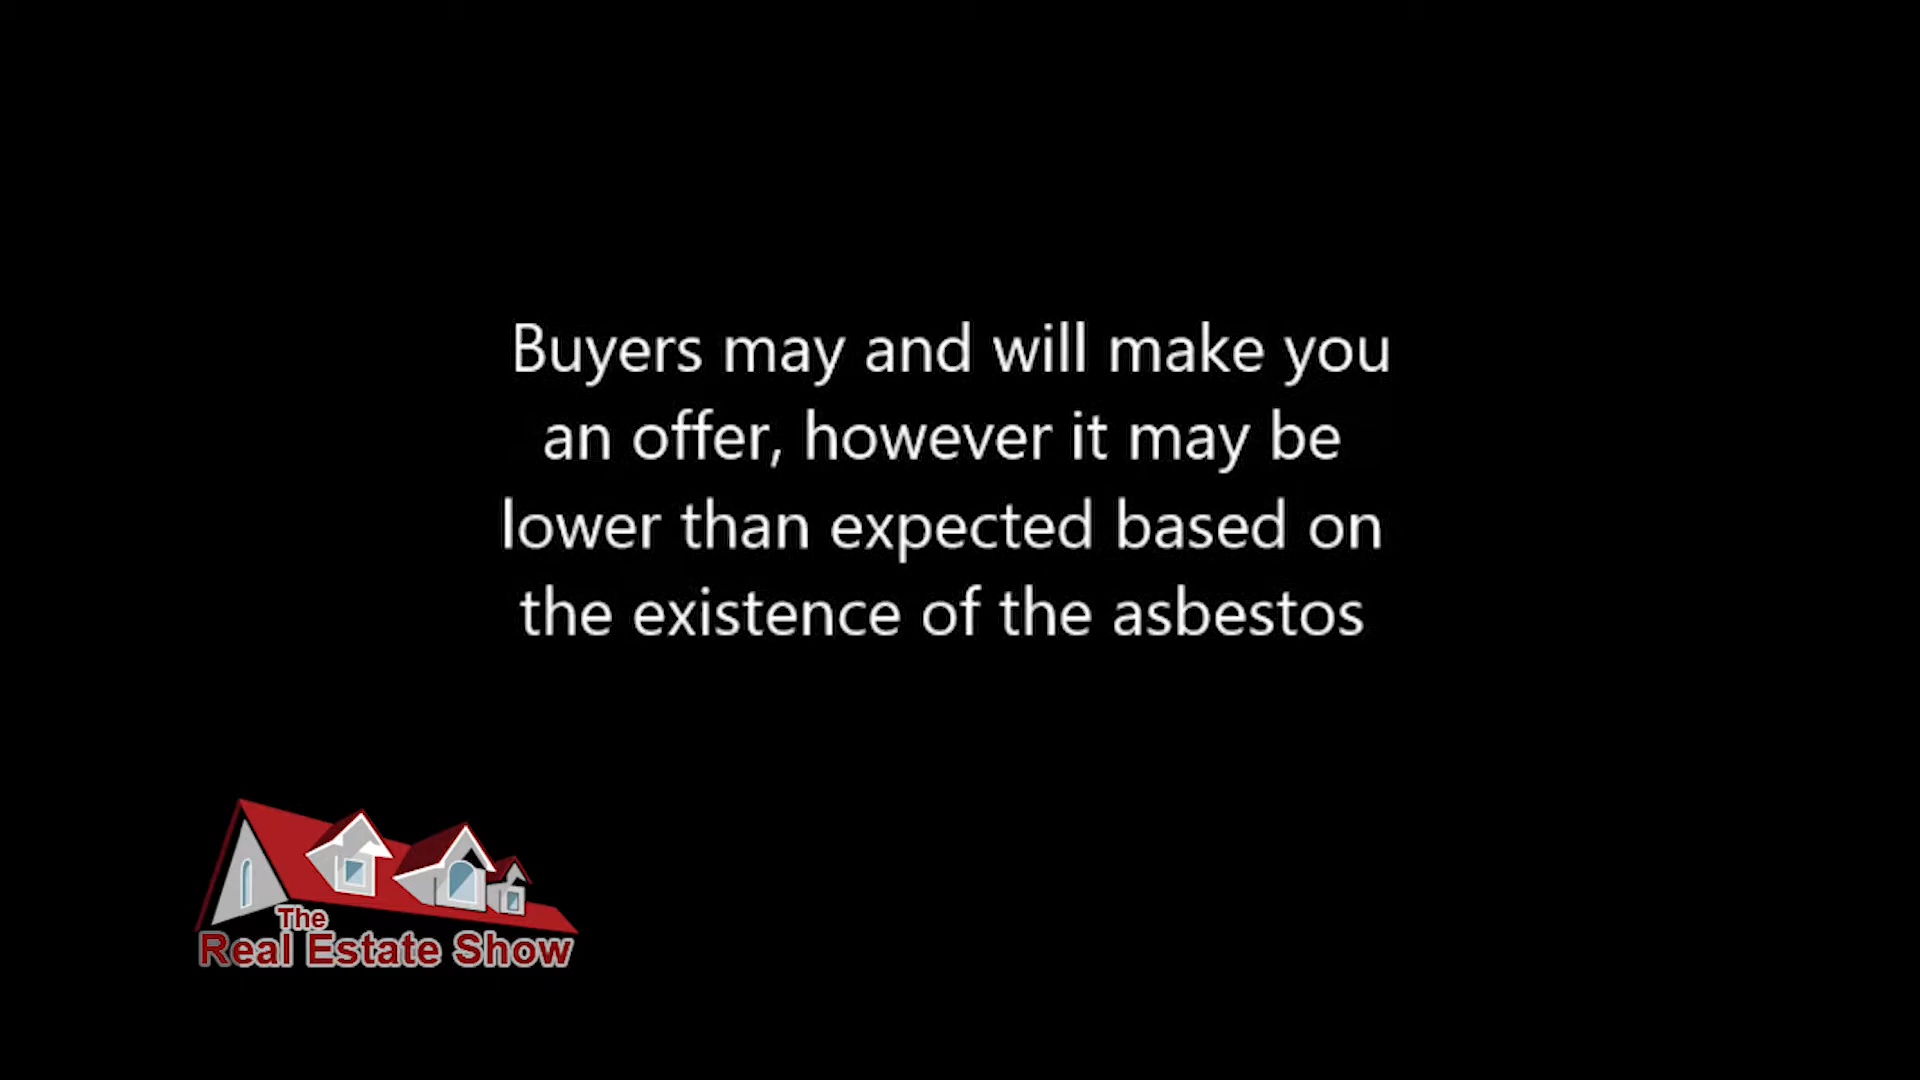 Buyers may and will make you
an offer, however it may be
lower than expected based on
the existence of the asbestos
The
Real Estate Show